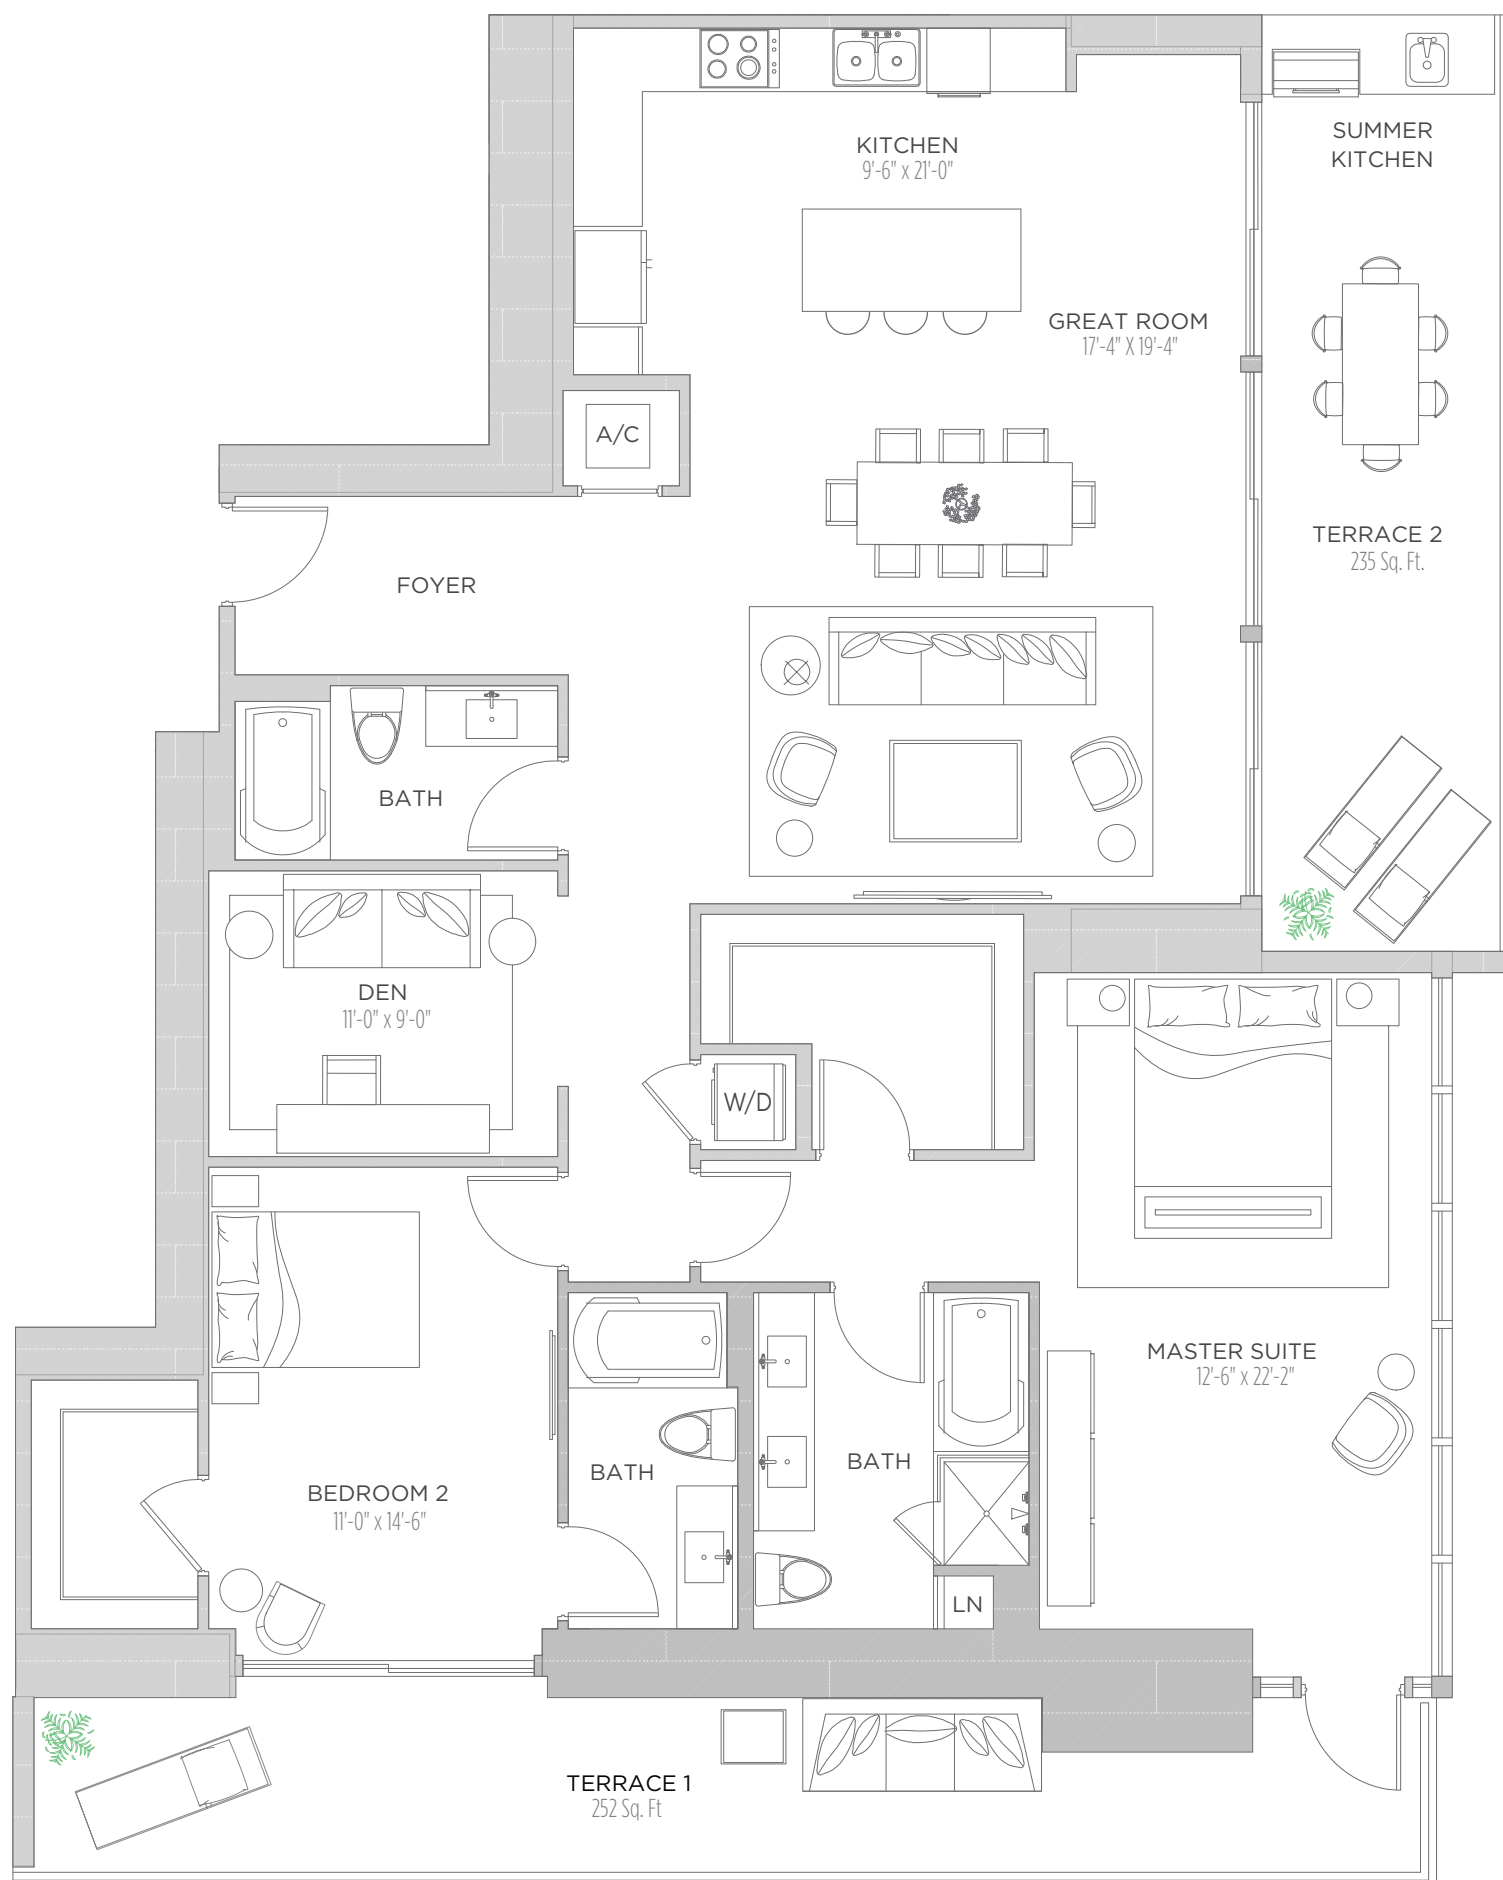 KITCHEN
9'-6" x 21'-0"
SUMMER
KITCHEN
GREAT ROOM
17'-4" X 19'-4"
A/C
TERRACE 2
235 Sq. Ft.
FOYER
BATH
DEN
11'-0" x 9'-0"
W/D
MASTER SUITE
12'-6" x 22'-2"
BATH
BATH
BEDROOM 2
11'-0" x 14'-6"
LN
TERRACE 1
252 Sq. Ft